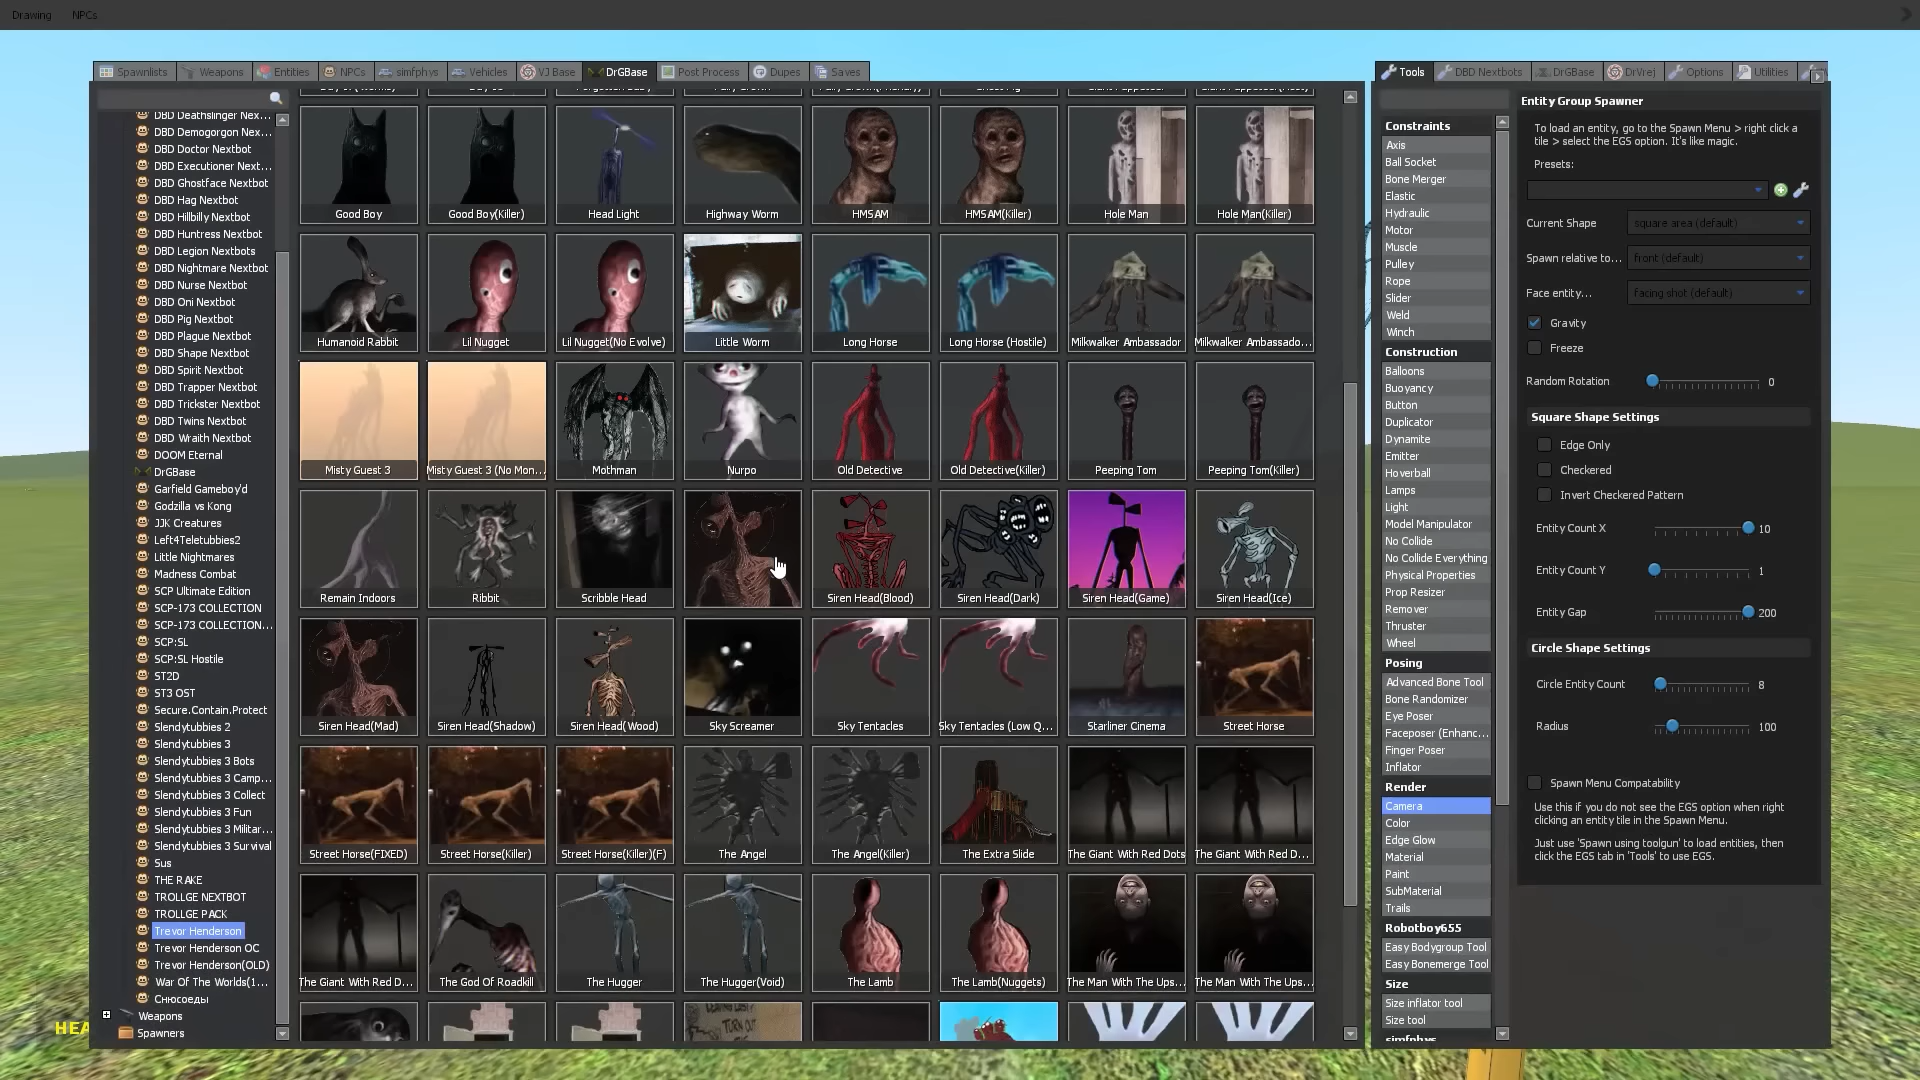 Drawing NPCs
Spawnlists Weapons Entities NPCs simfphys Vehicles VJ Base DrGBase Post Process Dupes Saves
Tools DBD Nextbots DrGBase DrVrej Options Utilities
DBD Deathslinger Nex...
DBD Demogorgon Nex...
DBD Doctor Nextbot
DBD Executioner Next...
DBD Ghostface Nextbot
DBD Hag Nextbot
DBD Hillbilly Nextbot
DBD Huntress Nextbot
DBD Legion Nextbots
DBD Nightmare Nextbot
DBD Nurse Nextbot
DBD Oni Nextbot
DBD Pig Nextbot
DBD Plague Nextbot
DBD Shape Nextbot
DBD Spirit Nextbot
DBD Trapper Nextbot
DBD Trickster Nextbot
DBD Twins Nextbot
DBD Wraith Nextbot
DOOM Eternal
DrGBase
Garfield Gameboy'd
Godzilla vs Kong
JJK Creatures
Left4Teletubbies2
Little Nightmares
Madness Combat
SCP Ultimate Edition
SCP-173 COLLECTION
SCP-173 COLLECTION...
SCP:SL
SCP:SL Hostile
ST2D
ST3 OST
Secure.Contain.Protect
Slendytubbies 2
Slendytubbies 3
Slendytubbies 3 Bots
Slendytubbies 3 Camp...
Slendytubbies 3 Collect
Slendytubbies 3 Fun
Slendytubbies 3 Militar...
Slendytubbies 3 Survival
Sus
THE RAKE
TROLLGE NEXTBOT
TROLLGE PACK
Trevor Henderson
Trevor Henderson OC
Trevor Henderson(OLD)
War Of The Worlds(1...
Снюсоеды
Weapons
Spawners
HEA
Good Boy Good Boy(Killer) Head Light Highway Worm HMSAM HMSAM(Killer) Hole Man Hole Man(Killer)
Humanoid Rabbit Lil Nugget Lil Nugget(No Evolve) Little Worm Long Horse Long Horse (Hostile) Milkwalker Ambassador Milkwalker Ambassado...
Misty Guest 3 Misty Guest 3 (No Mon... Mothman Nurpo Old Detective Old Detective(Killer) Peeping Tom Peeping Tom(Killer)
Remain Indoors Ribbit Scribble Head Siren Head(Blood) Siren Head(Dark) Siren Head(Game) Siren Head(Ice)
Siren Head(Mad) Siren Head(Shadow) Siren Head(Wood) Sky Screamer Sky Tentacles Sky Tentacles (Low Q... Starliner Cinema Street Horse
Street Horse(FIXED) Street Horse(Killer) Street Horse(Killer)(F) The Angel The Angel(Killer) The Extra Slide The Giant With Red Dots The Giant With Red D...
The Giant With Red D... The God Of Roadkill The Hugger The Hugger(Void) The Lamb The Lamb(Nuggets) The Man With The Ups... The Man With The Ups...
TURN OUT
Constraints
Axis
Ball Socket
Bone Merger
Elastic
Hydraulic
Motor
Muscle
Pulley
Rope
Slider
Weld
Winch
Construction
Balloons
Buoyancy
Button
Duplicator
Dynamite
Emitter
Hoverball
Lamps
Light
Model Manipulator
No Collide
No Collide Everything
Physical Properties
Prop Resizer
Remover
Thruster
Wheel
Posing
Advanced Bone Tool
Bone Randomizer
Eye Poser
Faceposer (Enhanc...
Finger Poser
Inflator
Render
Camera
Color
Edge Glow
Material
Paint
SubMaterial
Trails
Robotboy655
Easy Bodygroup Tool
Easy Bonemerge Tool
Size
Size inflator tool
Size tool
simfphys
Entity Group Spawner
To load an entity, go to the Spawn Menu > right click a
tile > select the EGS option. It's like magic.
Presets:
Current Shape square area (default)
Spawn relative to... front (default)
Face entity... facing shot (default)
Gravity
Freeze
Random Rotation 0
Square Shape Settings
Edge Only
Checkered
Invert Checkered Pattern
Entity Count X 10
Entity Count Y 1
Entity Gap 200
Circle Shape Settings
Circle Entity Count 8
Radius 100
Spawn Menu Compatability
Use this if you do not see the EGS option when right
clicking an entity tile in the Spawn Menu.
Just use 'Spawn using toolgun' to load entities, then
click the EGS tab in 'Tools' to use EGS.